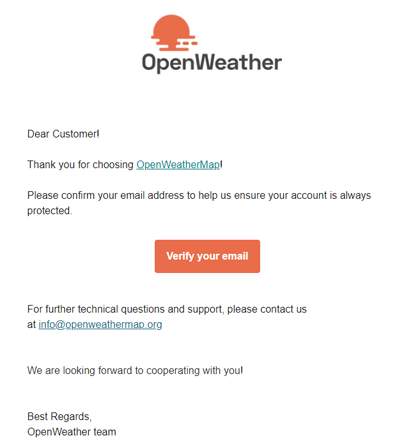 OpenWeather
Dear Customer!
Thank you for choosing OpenWeatherMap!
Please confirm your email address to help us ensure your account is always
protected.
Verify your email
For further technical questions and support, please contact us
at info@openweathermap.org
We are looking forward to cooperating with you!
Best Regards,
OpenWeather team